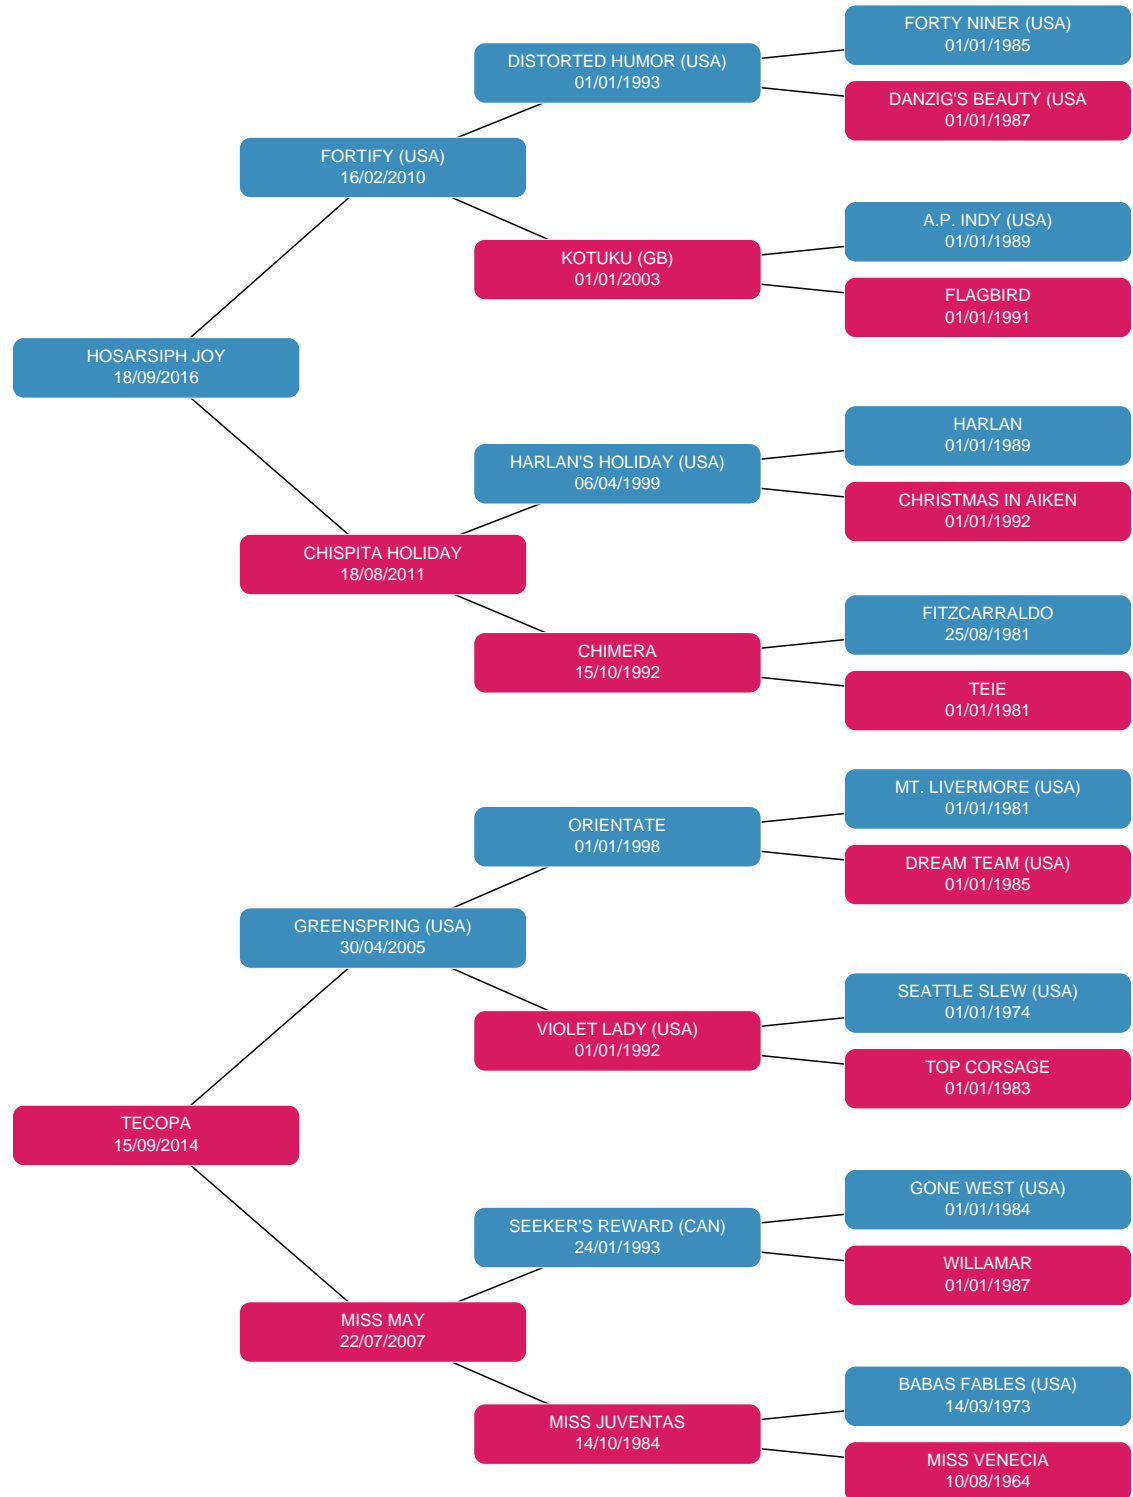 FORTY NINER (USA)
01/01/1985
DISTORTED HUMOR (USA)
01/01/1993
DANZIG'S BEAUTY (USA
01/01/1987
FORTIFY (USA)
16/02/2010
A.P. INDY (USA)
01/01/1989
KOTUKU (GB)
01/01/2003
FLAGBIRD
01/01/1991
HOSARSIPH JOY
18/09/2016
HARLAN
01/01/1989
HARLAN'S HOLIDAY (USA)
06/04/1999
CHRISTMAS IN AIKEN
01/01/1992
CHISPITA HOLIDAY
18/08/2011
FITZCARRALDO
25/08/1981
CHIMERA
15/10/1992
TEIE
01/01/1981
MT. LIVERMORE (USA)
01/01/1981
ORIENTATE
01/01/1998
DREAM TEAM (USA)
01/01/1985
GREENSPRING (USA)
30/04/2005
SEATTLE SLEW (USA)
01/01/1974
VIOLET LADY (USA)
01/01/1992
TOP CORSAGE
01/01/1983
TECOPA
15/09/2014
GONE WEST (USA)
01/01/1984
SEEKER'S REWARD (CAN)
24/01/1993
WILLAMAR
01/01/1987
MISS MAY
22/07/2007
BABAS FABLES (USA)
14/03/1973
MISS JUVENTAS
14/10/1984
MISS VENECIA
10/08/1964